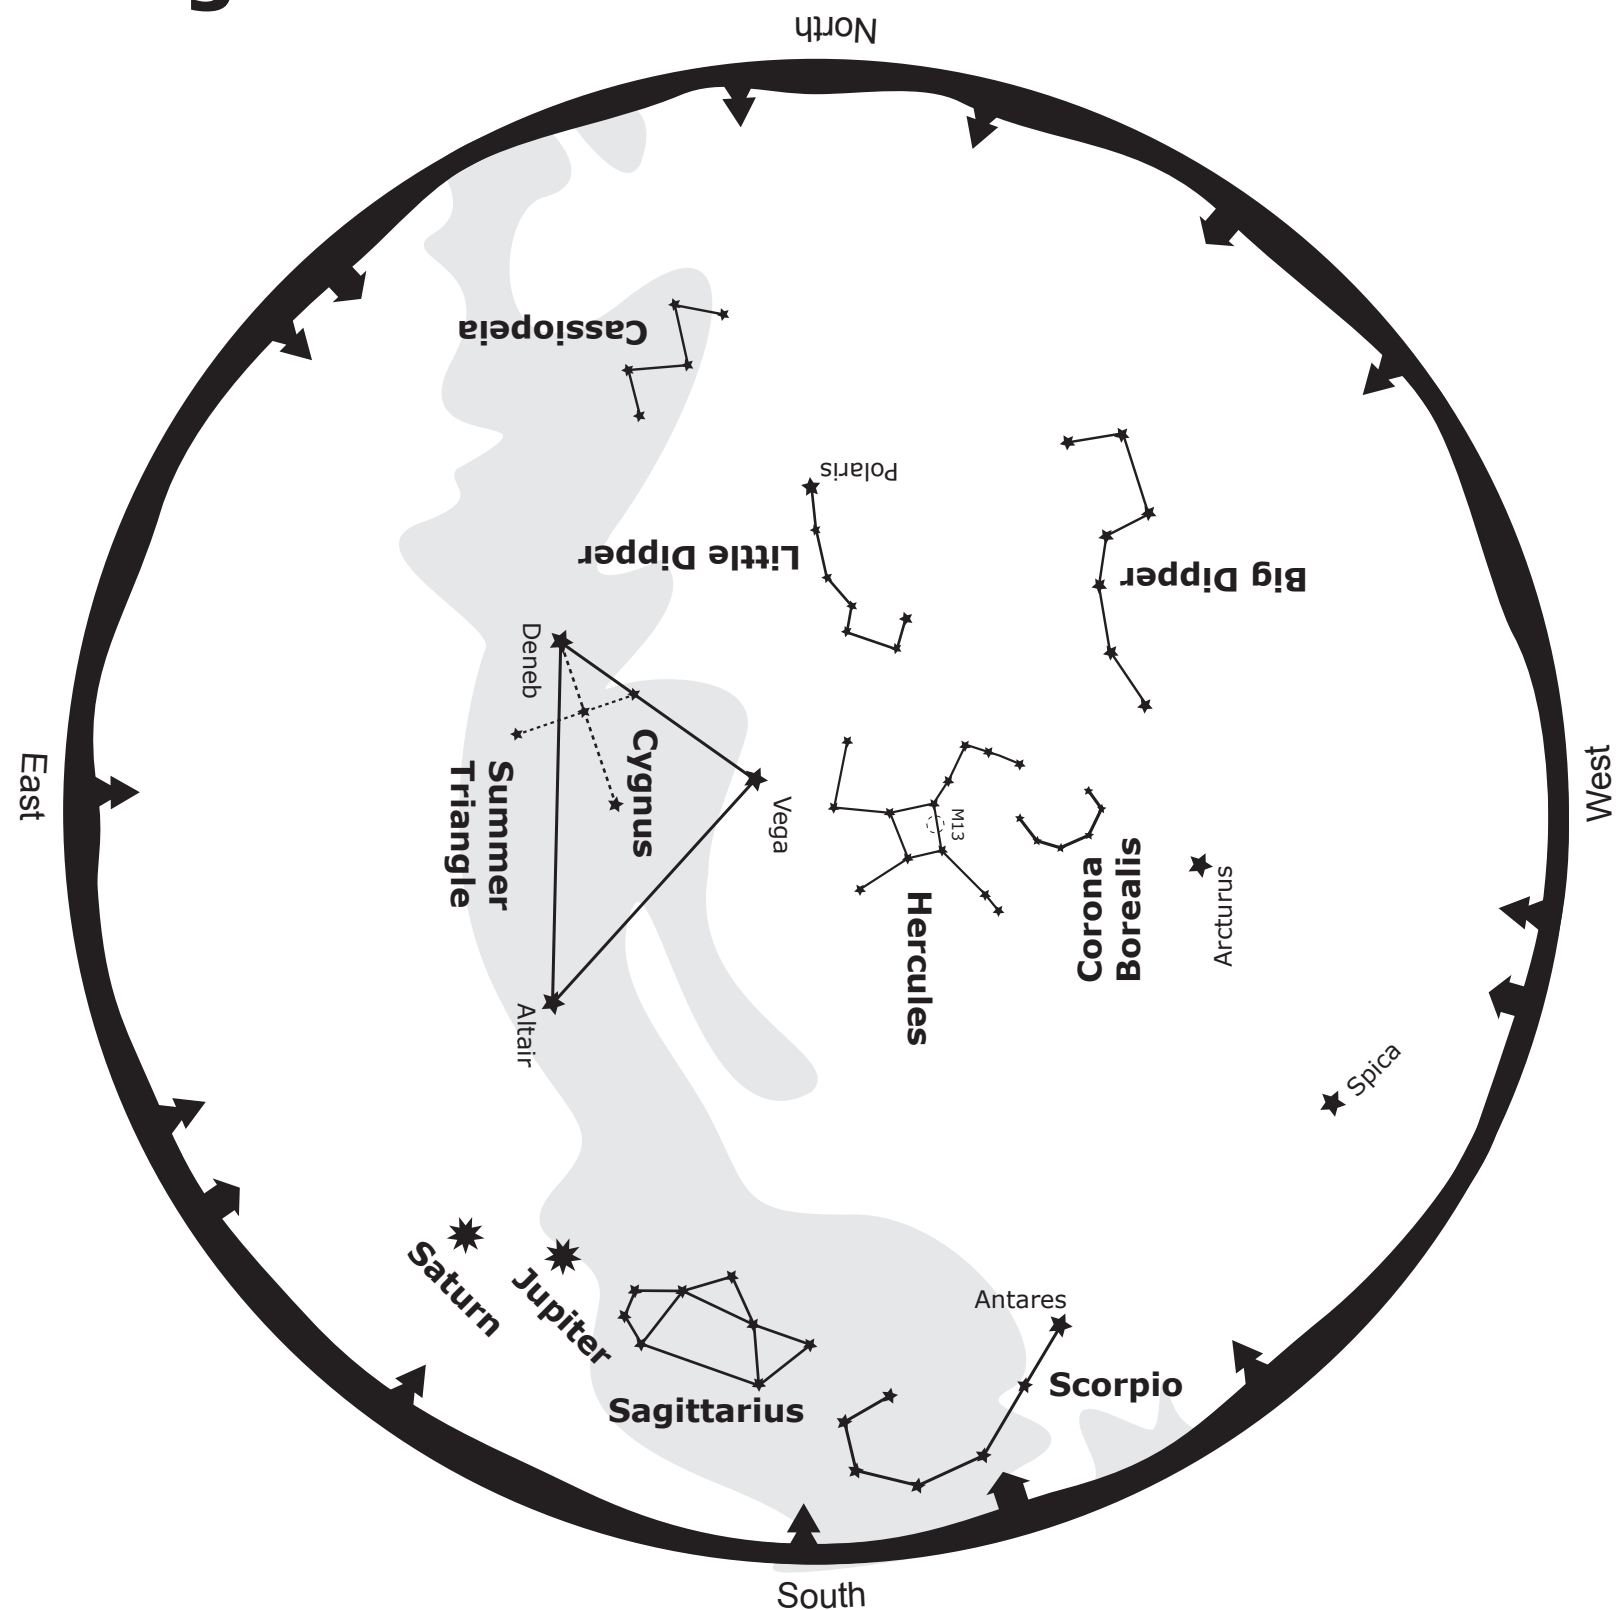 North
Cassiopeia
Polaris
Little Dipper
Big Dipper
Deneb
Cygnus
Summer
Triangle
Vega
M13
Hercules
Corona
Borealis
Arcturus
East
West
Altair
Spica
Saturn
Jupiter
Antares
Scorpio
Sagittarius
South